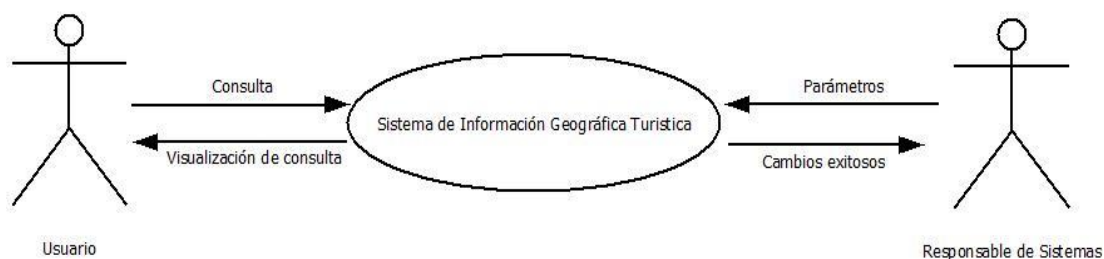 Consulta
Parámetros
Sistema de Información Geográfica Turistica
Visualización de consulta
Cambios exitosos
Usuario
Responsable de Sistemas